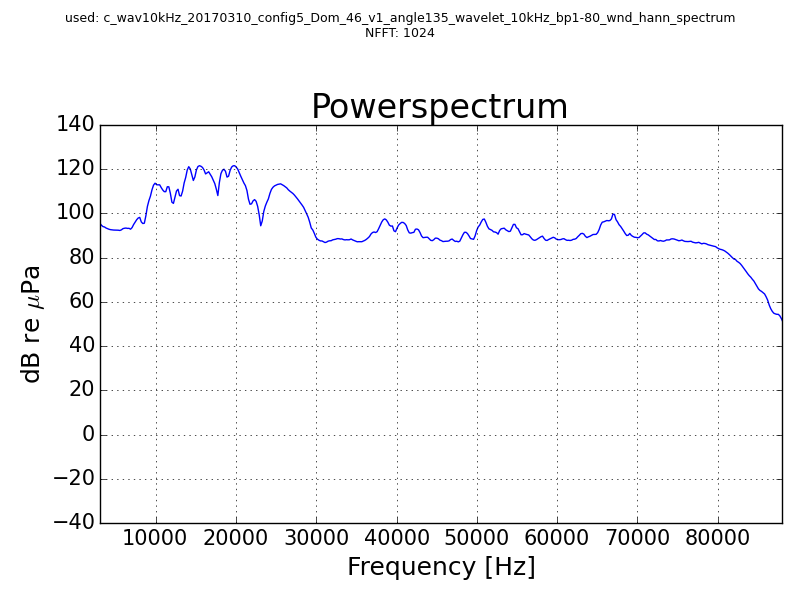 used: c_wav10kHz_20170310_config5_Dom_46_v1_angle135_wavelet_10kHz_bp1-80_wnd_hann_spectrum
NFFT: 1024
Powerspectrum
140
120
100
80
60
40
20
0
−20
−40
dB re μPa
10000 20000 30000 40000 50000 60000 70000 80000
Frequency [Hz]